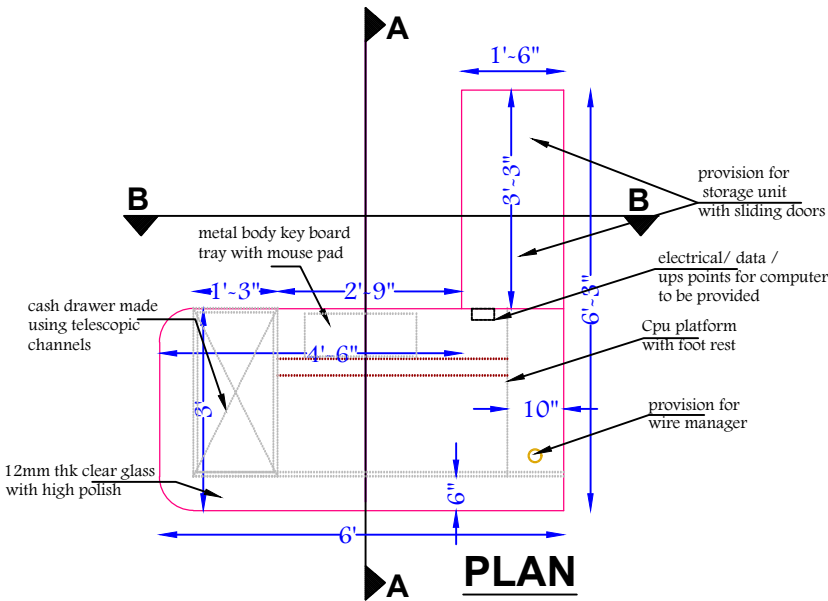 A
1'~6"
provision for
storage unit
with sliding doors
3'~3"
B
B
metal body key board
tray with mouse pad
electrical/ data /
ups points for computer
to be provided
1'~3"
2'~9"
6'~3"
cash drawer made
using telescopic
channels
Cpu platform
with foot rest
4'~6"
3'
10"
provision for
wire manager
12mm thk clear glass
with high polish
6"
6'
PLAN
A